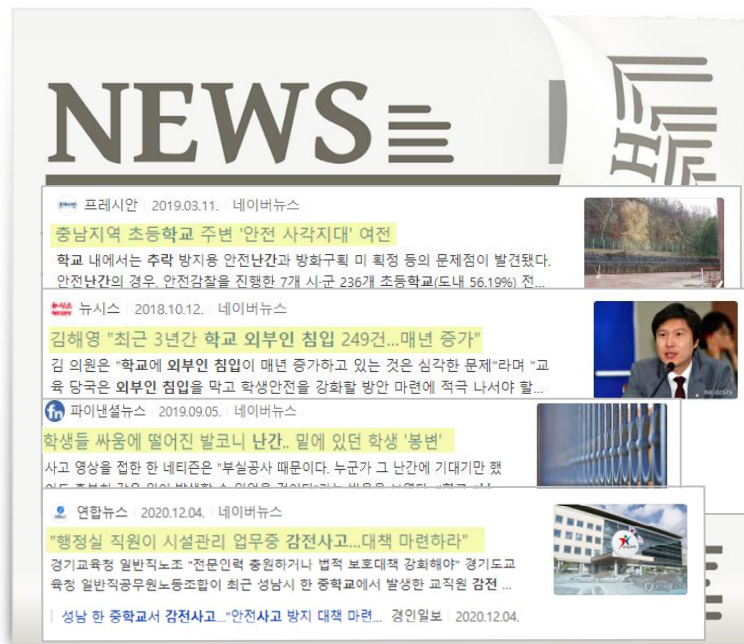 NEWS
프레시안 2019.03.11. 네이버뉴스
충남지역 초등학교 주변 '안전 사각지대' 여전
학교 내에서는 추락 방지용 안전난간과 방화구획 미 획정 등의 문제점이 발견됐다.
안전난간의 경우, 안전감찰을 진행한 7개 시·군 236개 초등학교(도내 56.19%) 전...
뉴시스 2018.10.12. 네이버뉴스
김해영 "최근 3년간 학교 외부인 침입 249건...매년 증가"
김 의원은 "학교에 외부인 침입이 매년 증가하고 있는 것은 심각한 문제"라며 "교
육 당국은 외부인 침입을 막고 학생안전을 강화할 방안 마련에 적극 나서야 할...
NEWSIS
파이낸셜뉴스 2019.09.05. 네이버뉴스
학생들 싸움에 떨어진 발코니 난간.. 밑에 있던 학생 '봉변'
사고 영상을 접한 한 네티즌은 "부실공사 때문이다. 누군가 그 난간에 기대기만 했
연합뉴스 2020.12.04. 네이버뉴스
"행정실 직원이 시설관리 업무중 감전사고...대책 마련하라"
경기교육청 일반직노조 "전문인력 충원하거나 법적 보호대책 강화해야" 경기도교
육청 일반직공무원노동조합이 최근 성남시 한 중학교에서 발생한 교직원 감전 ...
성남 한 중학교서 감전사고..."안전사고 방지 대책 마련... 경인일보 2020.12.04.